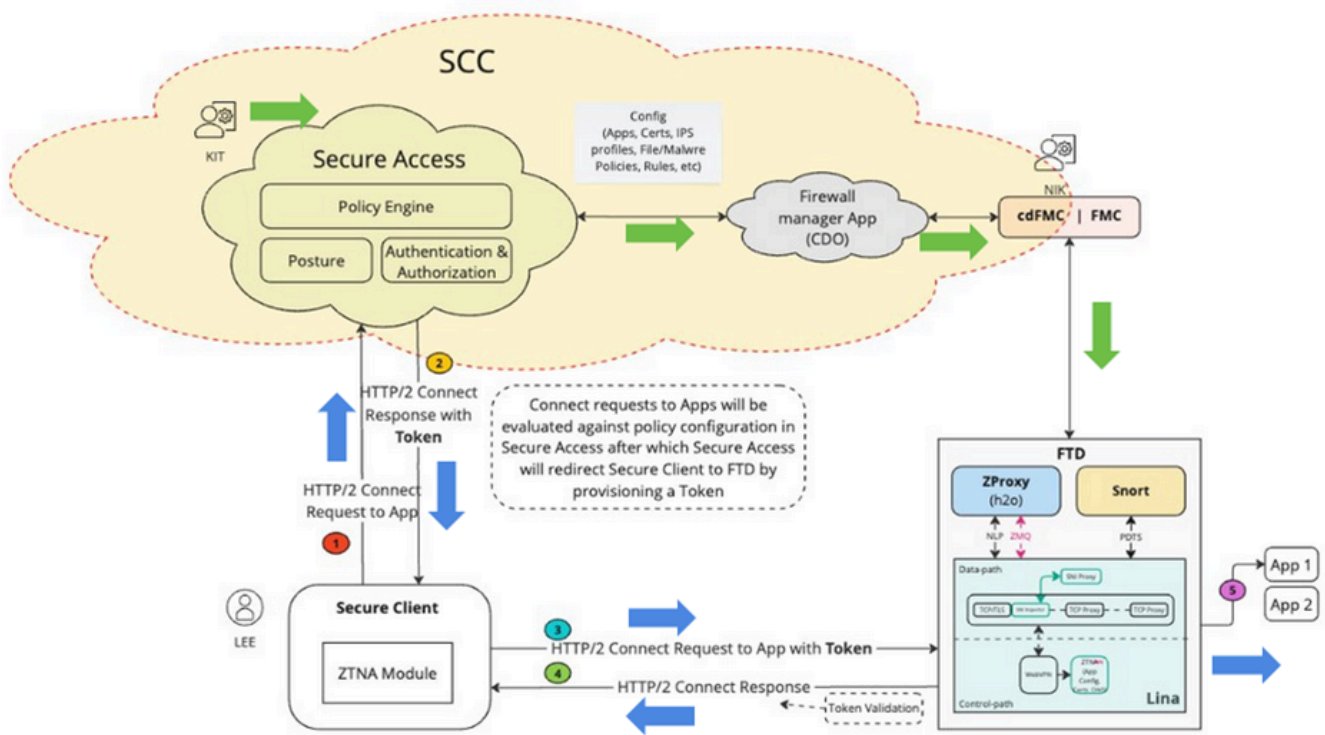 SCC
KIT
Secure Access
Policy Engine
Posture
Authentication &
Authorization
Config
(Apps, Certs, IPS
profiles, File/Malwre
Policies, Rules, etc)
Firewall
manager App
(CDO)
NIK
cdFMC | FMC
2
HTTP/2 Connect
Response with
Token
Connect requests to Apps will be
evaluated against policy configuration in
Secure Access after which Secure Access
will redirect Secure Client to FTD by
provisioning a Token
HTTP/2 Connect
Request to App
1
LEE
Secure Client
ZTNA Module
3
HTTP/2 Connect Request to App with Token
4
HTTP/2 Connect Response
Token Validation
FTD
ZProxy
(h2o)
Snort
NLP
ZMQ
PDTS
Data-path
SNI Proxy
TCP/TLS
TCP Proxy
TCP Proxy
WebVPN
(App
Config,
Control-path
Lina
5
App 1
App 2